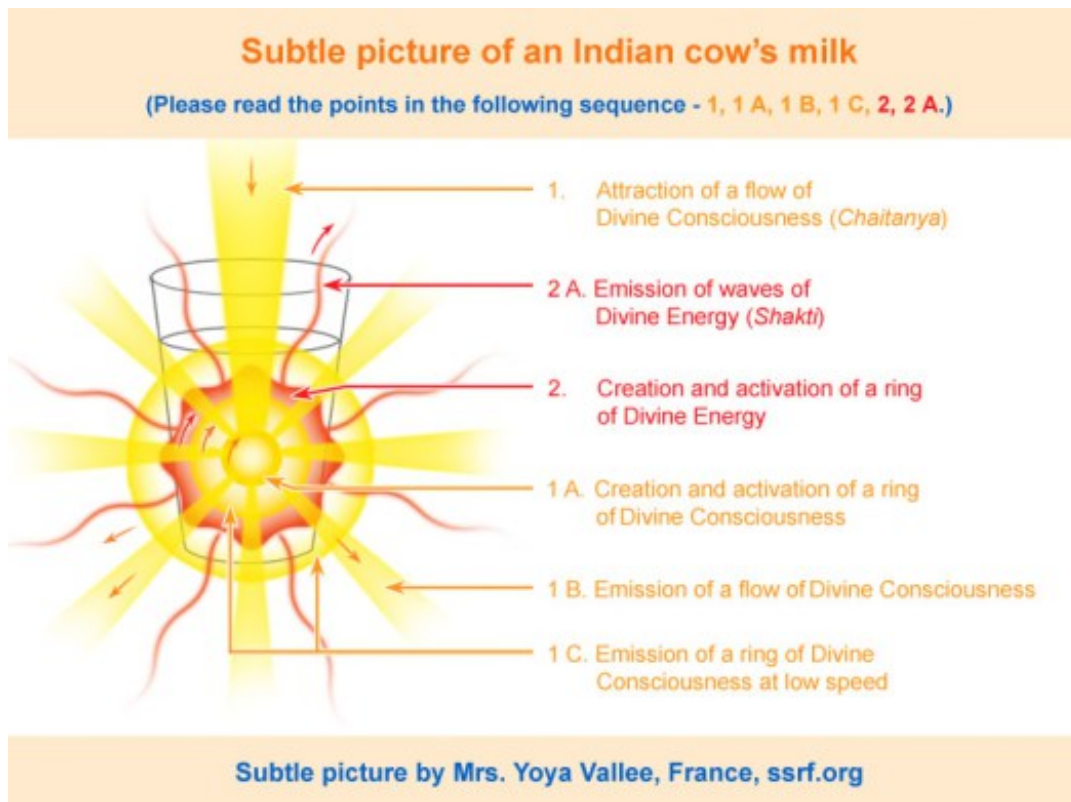 Subtle picture of an Indian cow's milk
(Please read the points in the following sequence - 1, 1 A, 1 B, 1 C, 2, 2 A.)
1. Attraction of a flow of
Divine Consciousness (Chaitanya)
2 A. Emission of waves of
Divine Energy (Shakti)
2. Creation and activation of a ring
of Divine Energy
1 A. Creation and activation of a ring
of Divine Consciousness
1 B. Emission of a flow of Divine Consciousness
1 C. Emission of a ring of Divine
Consciousness at low speed
Subtle picture by Mrs. Yoya Vallee, France, ssrf.org